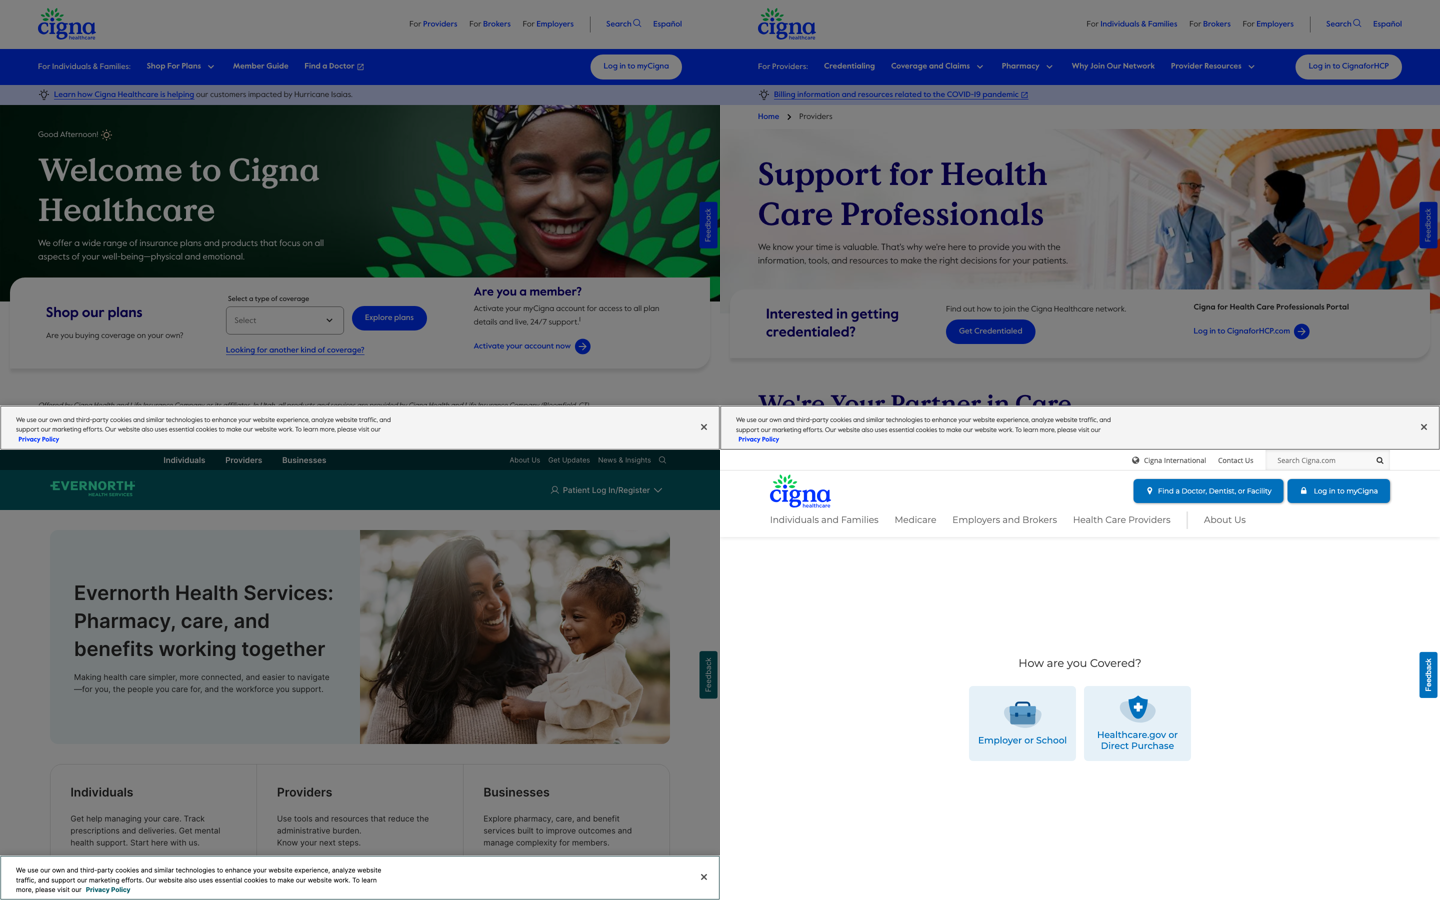 cigna
healthcare
For Providers
For Brokers
For Employers
Search
Español
For Individuals & Families:
Shop For Plans
Member Guide
Find a Doctor
Log in to myCigna
Learn how Cigna Healthcare is helping our customers impacted by Hurricane Isaias.
Good Afternoon!
Welcome to Cigna
Healthcare
We offer a wide range of insurance plans and products that focus on all
aspects of your well-being—physical and emotional.
Feedback
Shop our plans
Are you buying coverage on your own?
Select a type of coverage
Select
Explore plans
Looking for another kind of coverage?
Are you a member?
Activate your myCigna account for access to all plan
details and live, 24/7 support.1
Activate your account now
We use our own and third-party cookies and similar technologies to enhance your website experience, analyze website traffic, and
support our marketing efforts. Our website also uses essential cookies to make our website work. To learn more, please visit our
Privacy Policy
cigna
healthcare
For Individuals & Families
For Brokers
For Employers
Search
Español
For Providers:
Credentialing
Coverage and Claims
Pharmacy
Why Join Our Network
Provider Resources
Log in to CignaforHCP
Billing information and resources related to the COVID-19 pandemic
Home
Providers
Support for Health
Care Professionals
We know your time is valuable. That's why we're here to provide you with the
information, tools, and resources to make the right decisions for your patients.
Feedback
Interested in getting
credentialed?
Find out how to join the Cigna Healthcare network.
Get Credentialed
Cigna for Health Care Professionals Portal
Log in to CignaforHCP.com
We're Your Partner in Care
We use our own and third-party cookies and similar technologies to enhance your website experience, analyze website traffic, and
support our marketing efforts. Our website also uses essential cookies to make our website work. To learn more, please visit our
Privacy Policy
Individuals
Providers
Businesses
About Us
Get Updates
News & Insights
EVERNORTH
HEALTH SERVICES
Patient Log In/Register
Evernorth Health Services:
Pharmacy, care, and
benefits working together
Making health care simpler, more connected, and easier to navigate
—for you, the people you care for, and the workforce you support.
Feedback
Individuals
Get help managing your care. Track
prescriptions and deliveries. Get mental
health support. Start here with us.
Providers
Use tools and resources that reduce the
administrative burden.
Know your next steps.
Businesses
Explore pharmacy, care, and benefit
services built to improve outcomes and
manage complexity for members.
We use our own and third-party cookies and similar technologies to enhance your website experience, analyze website
traffic, and support our marketing efforts. Our website also uses essential cookies to make our website work. To learn
more, please visit our Privacy Policy
Cigna International
Contact Us
Search Cigna.com
cigna
healthcare
Find a Doctor, Dentist, or Facility
Log in to myCigna
Individuals and Families
Medicare
Employers and Brokers
Health Care Providers
About Us
How are you Covered?
Employer or School
Healthcare.gov or
Direct Purchase
Feedback